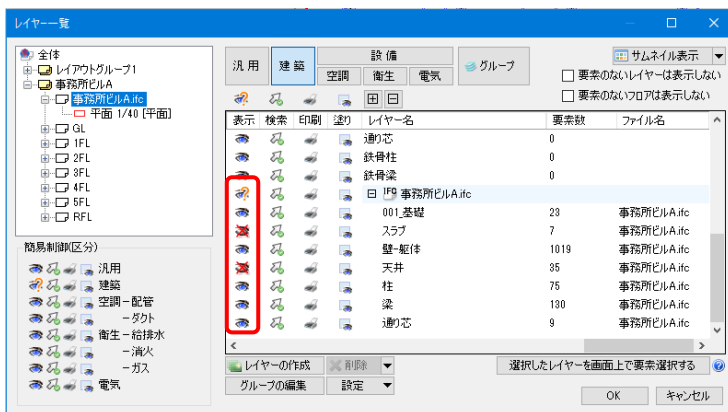 レイヤー一覧
全体
レイアウトグループ1
事務所ビルA
事務所ビルA.ifc
平面 1/40 [平面]
GL
1FL
2FL
3FL
4FL
5FL
RFL
簡易制御(区分)
汎用
建築
空調－配管
－ダクト
衛生－給排水
－消火
－ガス
電気
汎用 建築 設備 グループ サムネイル表示
空調 衛生 電気
要素のないレイヤーは表示しない
要素のないフロアは表示しない
表示 検索 印刷 塗り レイヤー名 要素数 ファイル名
通り芯 0
鉄骨柱 0
鉄骨梁 0
IFC 事務所ビルA.ifc
001_基礎 23 事務所ビルA.ifc
スラブ 7 事務所ビルA.ifc
壁-躯体 1019 事務所ビルA.ifc
天井 35 事務所ビルA.ifc
柱 75 事務所ビルA.ifc
梁 130 事務所ビルA.ifc
通り芯 9 事務所ビルA.ifc
レイヤーの作成 削除 選択したレイヤーを画面上で要素選択する
グループの編集 設定
OK キャンセル